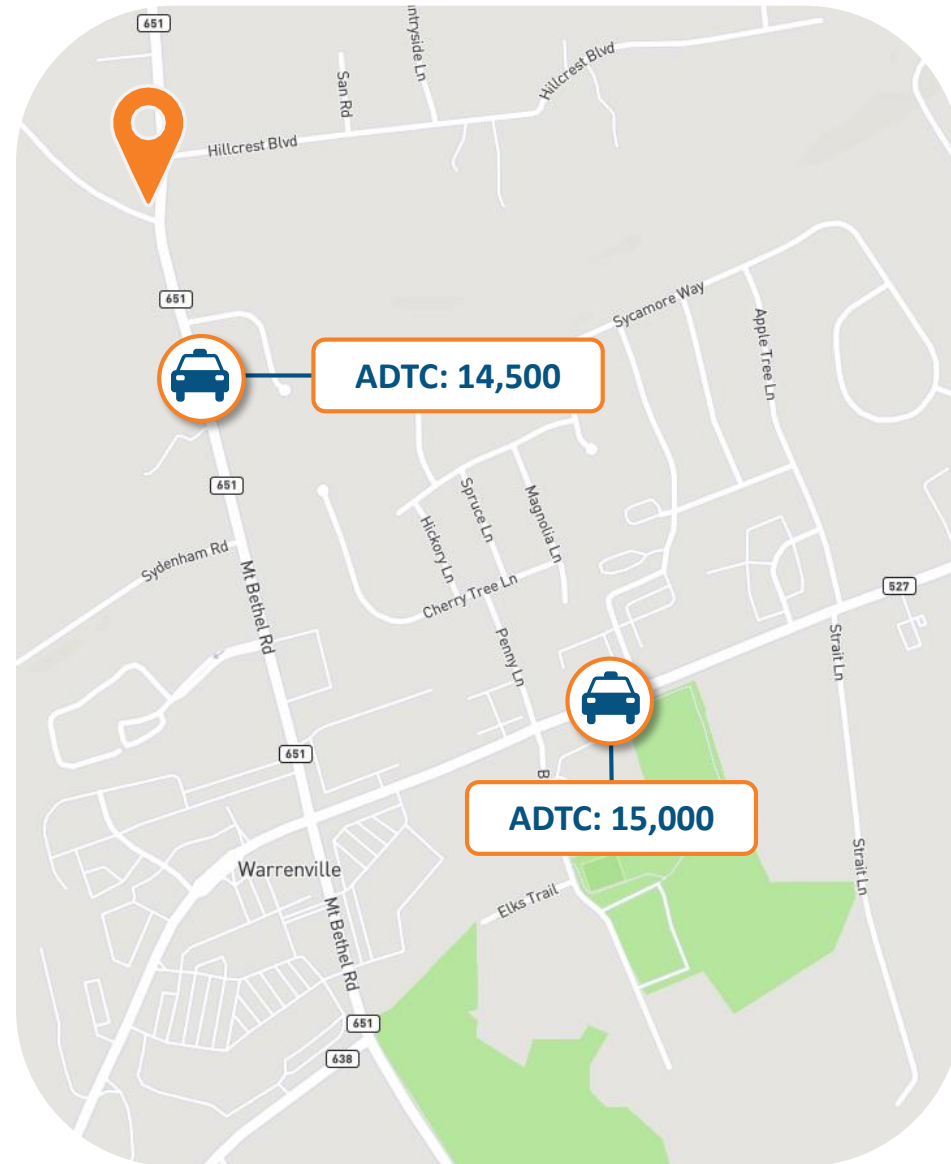 651
ntryside Ln
Hillcrest Blvd
San Rd
Hillcrest Blvd
651
Sycamore Way
Apple Tree Ln
ADTC: 14,500
651
Spruce Ln
Magnolia Ln
Hickory Ln
Sydenham Rd
Mt Bethel Rd
Cherry Tree Ln
527
Penny Ln
Strait Ln
651
B
ADTC: 15,000
Warrenville
Strait Ln
Elks Trail
Mt Bethel Rd
651
638